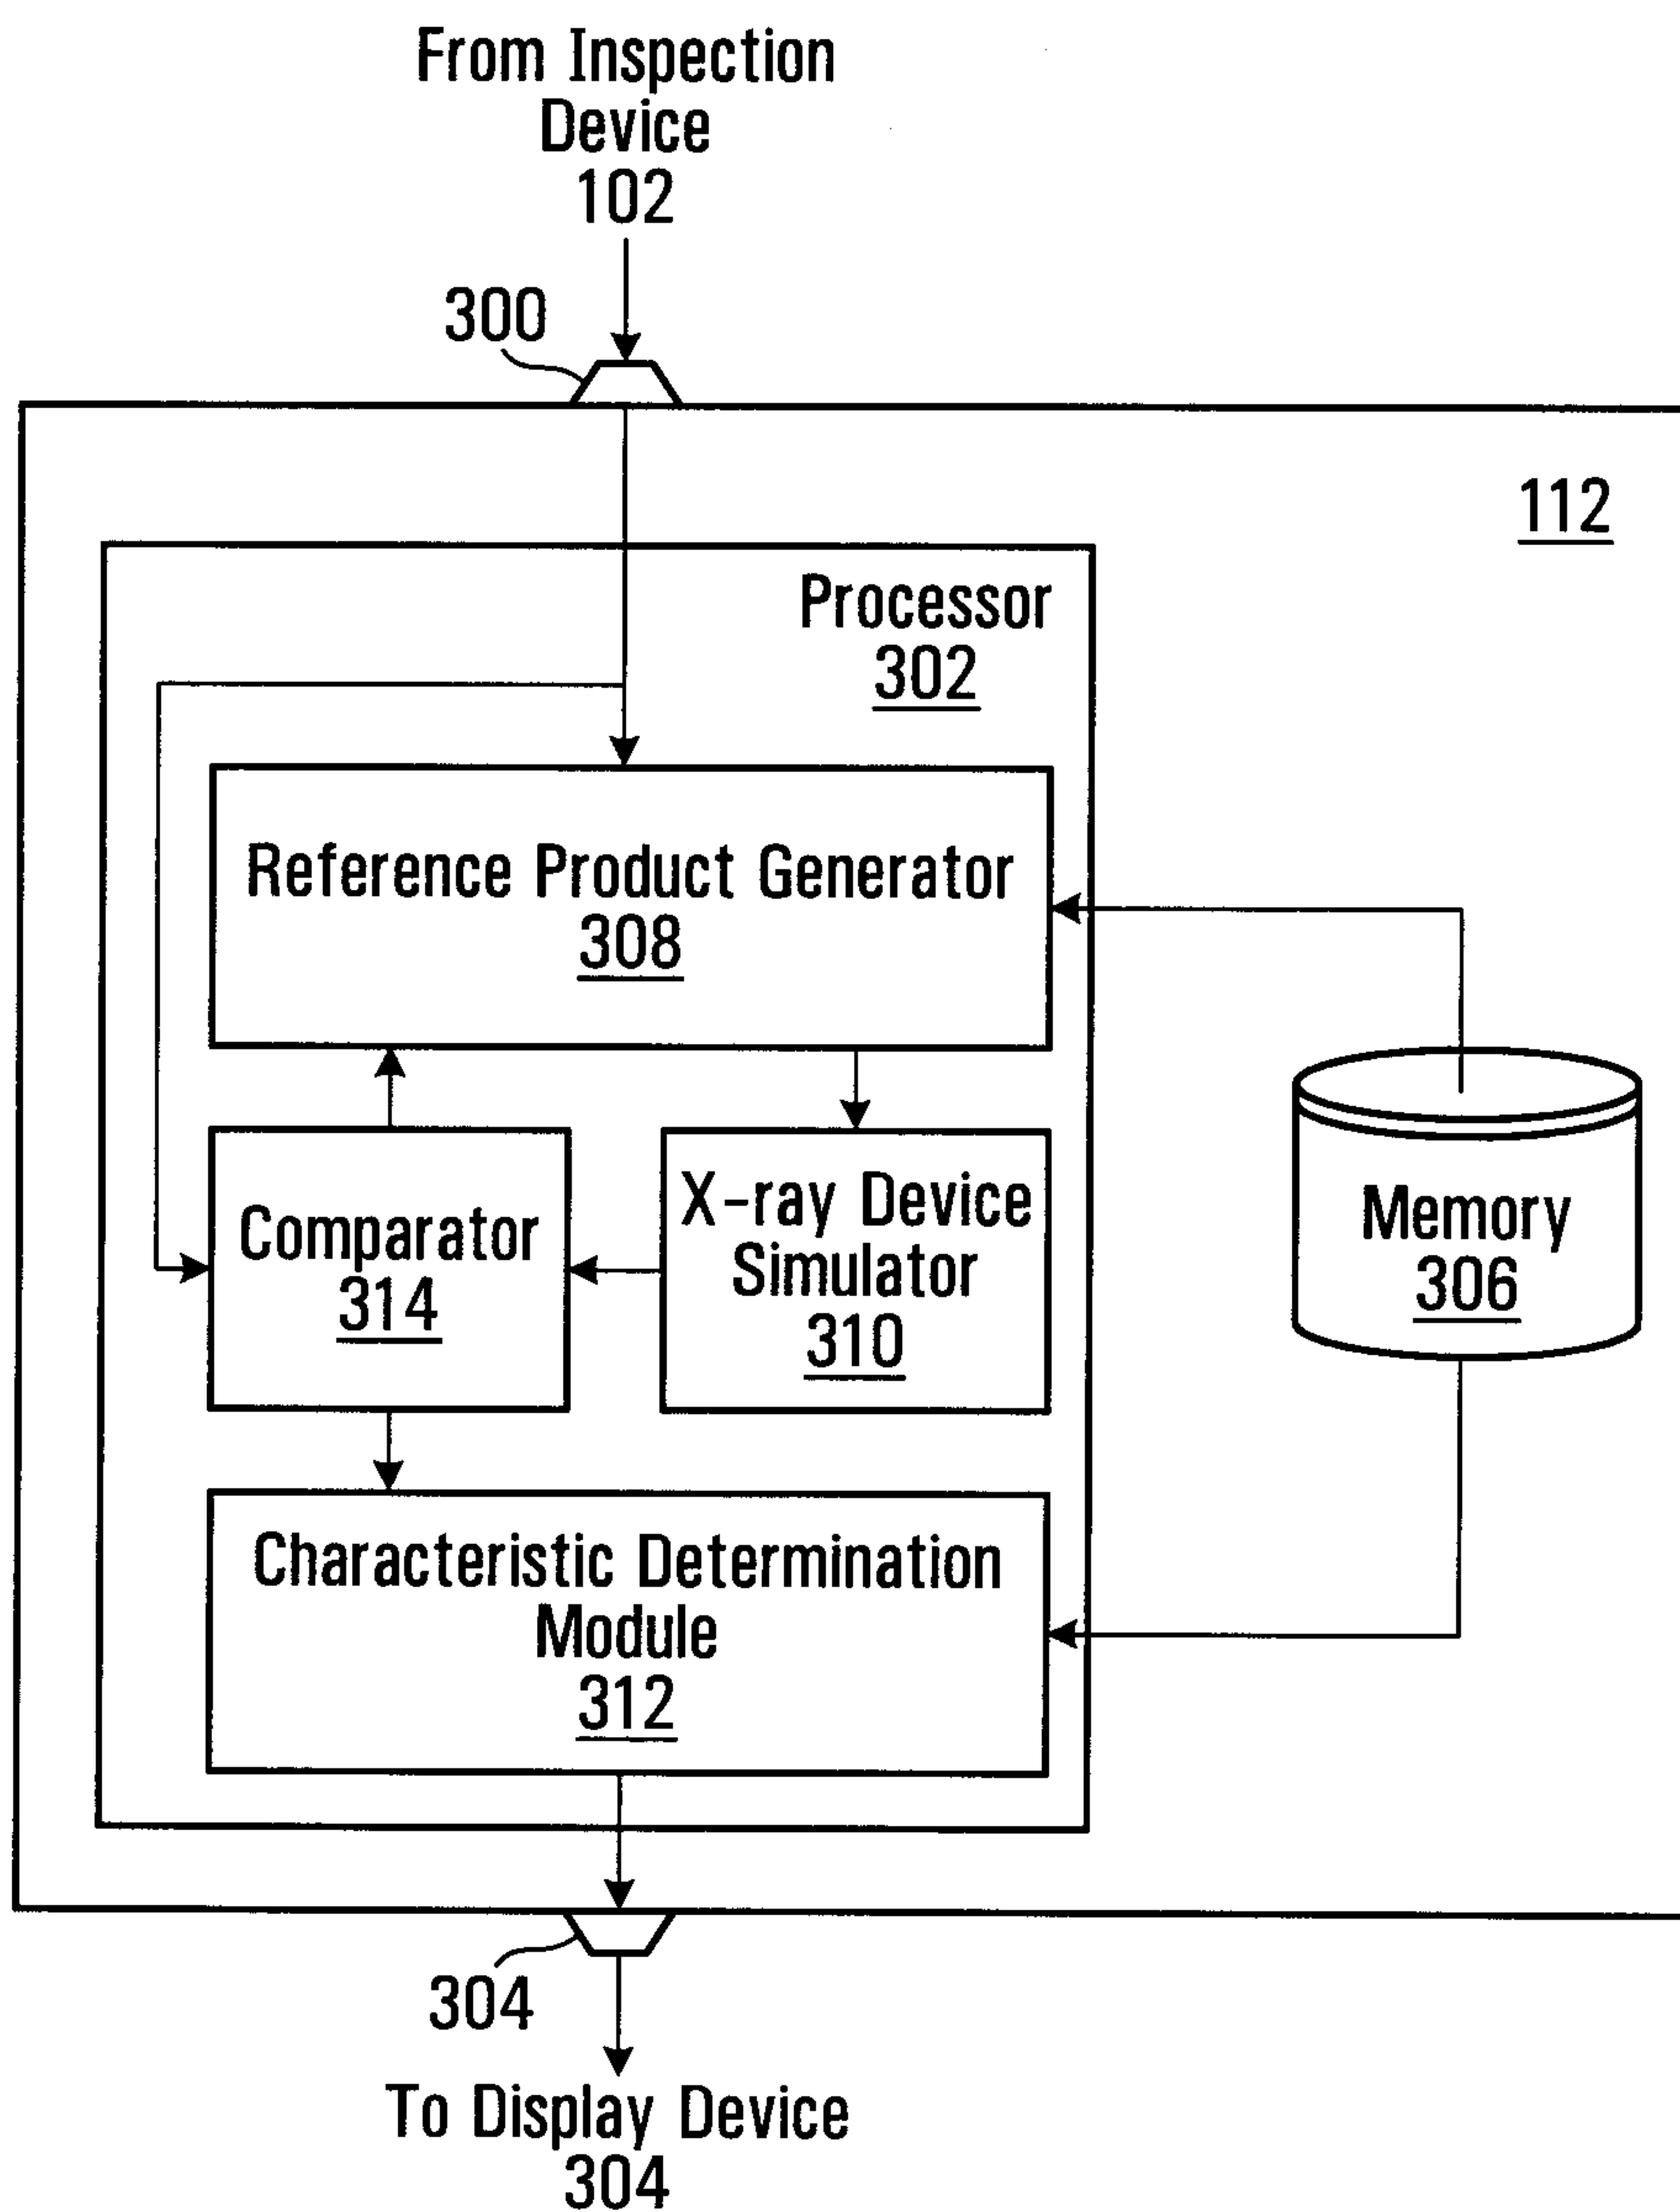 From Inspection
Device
102
300
112
Processor
302
Reference Product Generator
308
Comparator
314
X-ray Device
Simulator
310
Memory
306
Characteristic Determination
Module
312
304
To Display Device
304